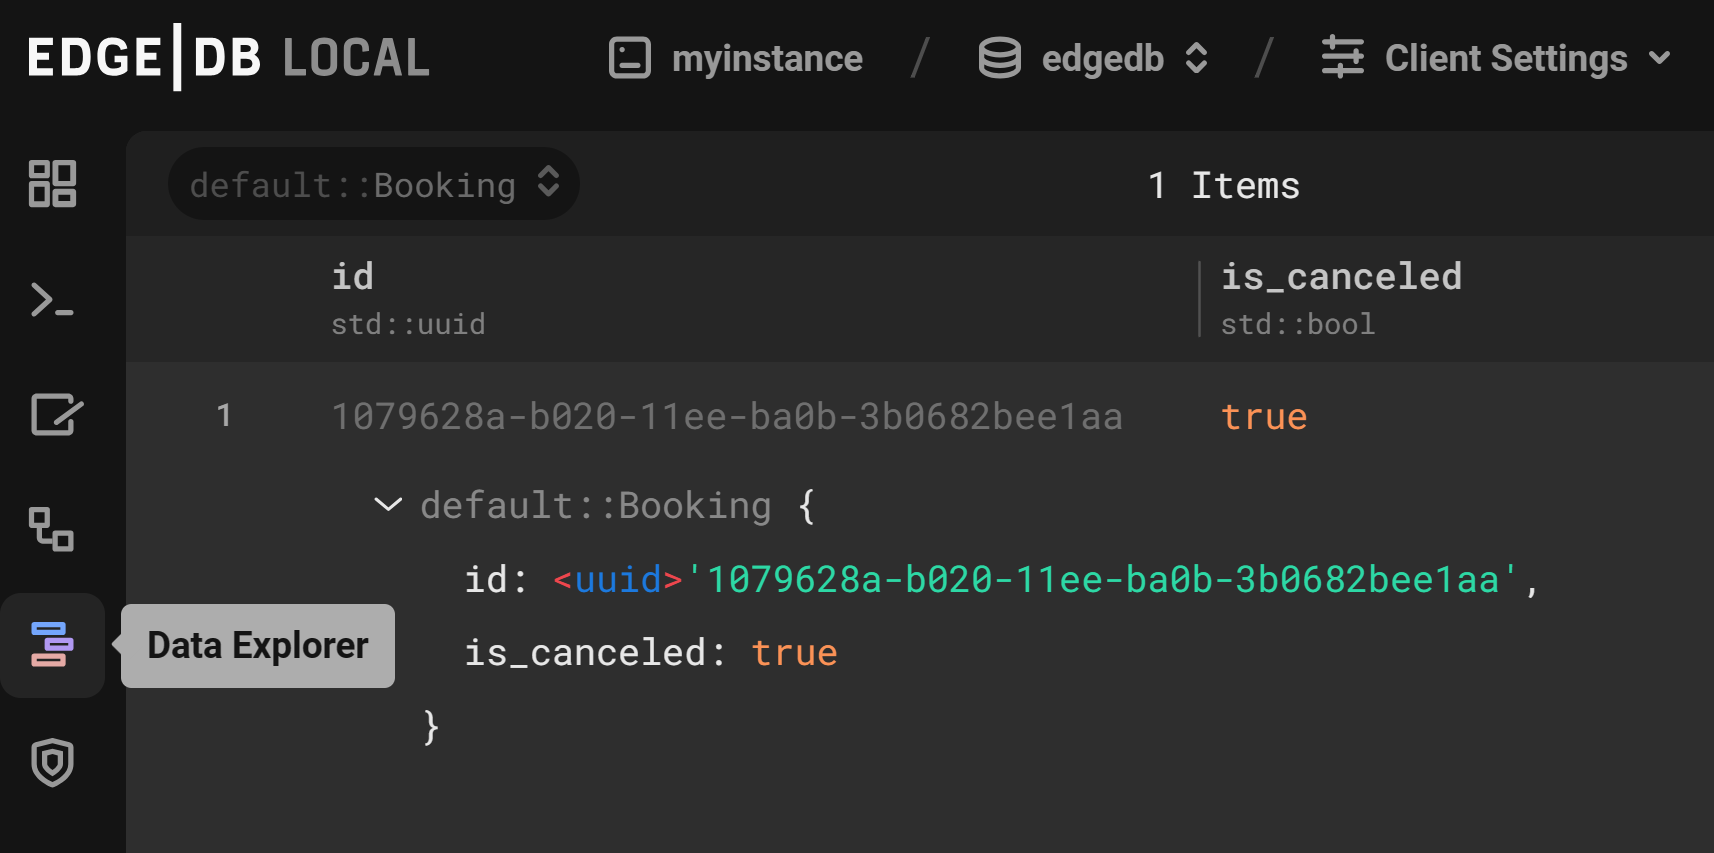 EDGE|DB LOCAL
myinstance / edgedb / Client Settings
default::Booking
1 Items
id
is_canceled
std::uuid
std::bool
1 1079628a-b020-11ee-ba0b-3b0682bee1aa true
default::Booking {
id: <uuid>'1079628a-b020-11ee-ba0b-3b0682bee1aa',
Data Explorer
is_canceled: true
}